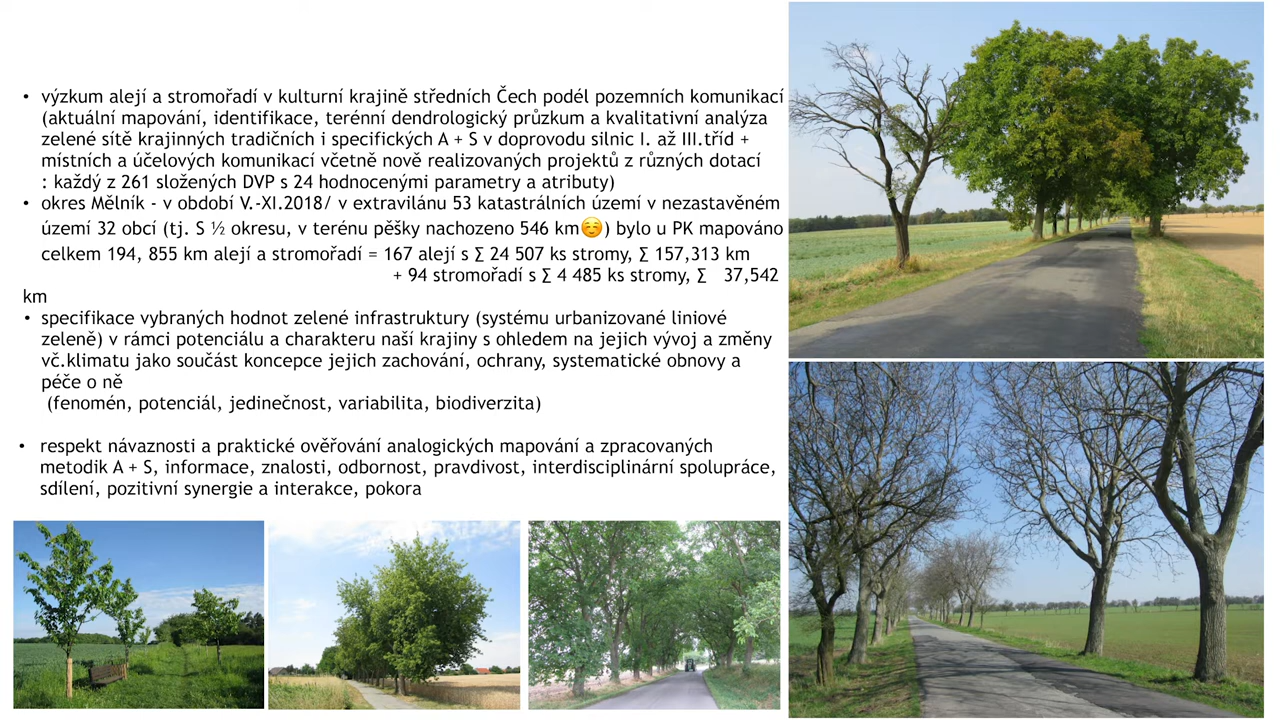 • výzkum alejí a stromořadí v kulturní krajině středních Čech podél pozemních komunikací
(aktuální mapování, identifikace, terénní dendrologický průzkum a kvalitativní analýza
zelené sítě krajinných tradičních i specifických A + S v doprovodu silnic I. až III.tříd +
místních a účelových komunikací včetně nově realizovaných projektů z různých dotací
: každý z 261 složených DVP s 24 hodnocenými parametry a atributy)
• okres Mělník - v období V.-XI.2018/ v extravilánu 53 katastrálních území v nezastavěném
území 32 obcí (tj. S ½ okresu, v terénu pěšky nachozeno 546 km☺️) bylo u PK mapováno
celkem 194, 855 km alejí a stromořadí = 167 alejí s ∑ 24 507 ks stromy, ∑ 157,313 km
+ 94 stromořadí s ∑ 4 485 ks stromy, ∑ 37,542
km
• specifikace vybraných hodnot zelené infrastruktury (systému urbanizované liniové
zeleně) v rámci potenciálu a charakteru naší krajiny s ohledem na jejich vývoj a změny
vč.klimatu jako součást koncepce jejich zachování, ochrany, systematické obnovy a
péče o ně
(fenomén, potenciál, jedinečnost, variabilita, biodiverzita)
• respekt návaznosti a praktické ověřování analogických mapování a zpracovaných
metodik A + S, informace, znalosti, odbornost, pravdivost, interdisciplinární spolupráce,
sdílení, pozitivní synergie a interakce, pokora